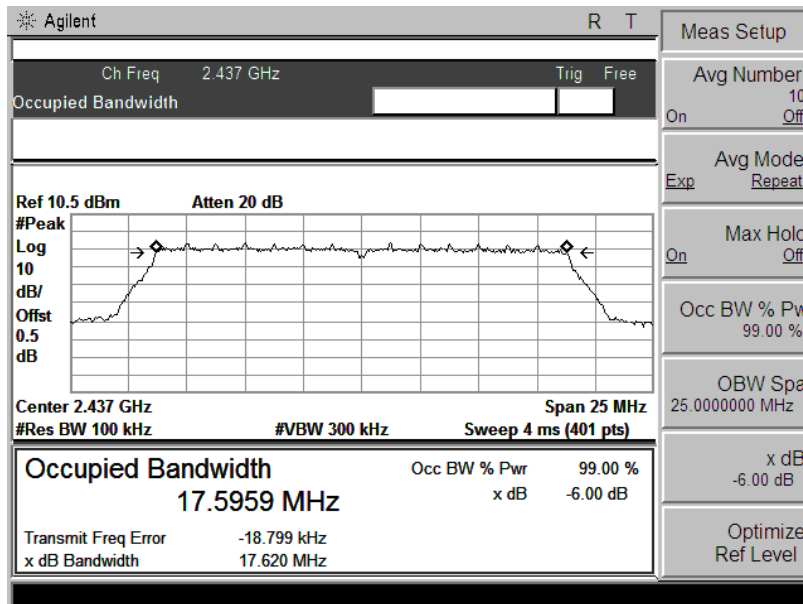 Agilent R T
Ch Freq 2.437 GHz Trig Free
Occupied Bandwidth
Ref 10.5 dBm Atten 20 dB
#Peak
Log
10
dB/
Offst
0.5
dB
Center 2.437 GHz Span 25 MHz
#Res BW 100 kHz #VBW 300 kHz Sweep 4 ms (401 pts)
Occupied Bandwidth Occ BW % Pwr 99.00 %
17.5959 MHz x dB -6.00 dB
Transmit Freq Error -18.799 kHz
x dB Bandwidth 17.620 MHz
Meas Setup
Avg Number
10
On Off
Avg Mode
Exp Repeat
Max Hold
On Off
Occ BW % Pw
99.00 %
OBW Spa
25.0000000 MHz
x dB
-6.00 dB
Optimize
Ref Level